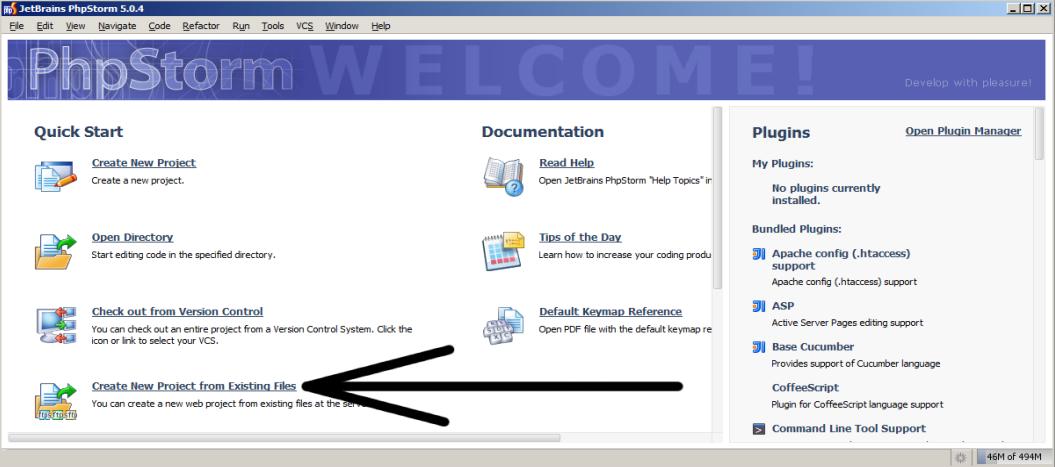 JetBrains PhpStorm 5.0.4
File Edit View Navigate Code Refactor Run Tools VCS Window Help
PhpStorm WELCOME!
Develop with pleasure!
Quick Start
Create New Project
Create a new project.
Open Directory
Start editing code in the specified directory.
Check out from Version Control
You can check out an entire project from a Version Control System. Click the
icon or link to select your VCS.
Create New Project from Existing Files
You can create a new web project from existing files at the
Documentation
Read Help
Open JetBrains PhpStorm "Help Topics" in
Tips of the Day
Learn how to increase your coding produ
Default Keymap Reference
Open PDF file with the default keymap re
Plugins
Open Plugin Manager
My Plugins:
No plugins currently
installed.
Bundled Plugins:
Apache config (.htaccess)
support
Apache config (.htaccess) support
ASP
Active Server Pages editing support
Base Cucumber
Provides support of Cucumber language
CoffeeScript
Plugin for CoffeeScript language support
Command Line Tool Support
46M of 494M